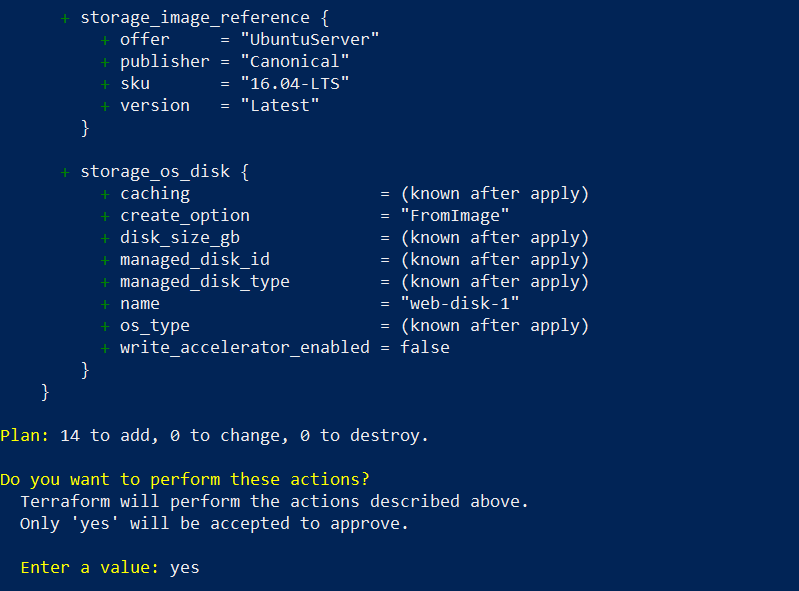 + storage_image_reference {
+ offer     = "UbuntuServer"
+ publisher = "Canonical"
+ sku       = "16.04-LTS"
+ version   = "Latest"
}
+ storage_os_disk {
+ caching                   = (known after apply)
+ create_option             = "FromImage"
+ disk_size_gb              = (known after apply)
+ managed_disk_id           = (known after apply)
+ managed_disk_type         = (known after apply)
+ name                      = "web-disk-1"
+ os_type                   = (known after apply)
+ write_accelerator_enabled = false
}
}
Plan: 14 to add, 0 to change, 0 to destroy.
Do you want to perform these actions?
Terraform will perform the actions described above.
Only 'yes' will be accepted to approve.
Enter a value: yes